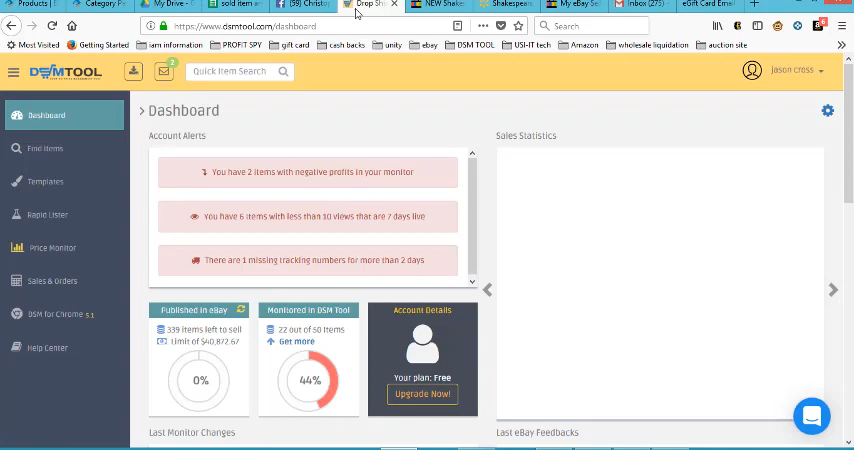 Products |
Category Pr
My Drive - G
sold item ar
(59) Christo
Drop Shi
NEW Shake
Shakespear
My eBay Se
Inbox (275)
eGift Card Email
https://www.dsmtool.com/dashboard
Search
Most Visited Getting Started iam information PROFIT SPY gift card cash backs unity ebay DSM TOOL USI-IT tech Amazon wholesale liquidation auction site
DSMTOOL
2
Quick Item Search
Jason Cross
Dashboard
Find Items
Templates
Rapid Lister
Price Monitor
Sales & Orders
DSM for Chrome 5.1
Help Center
> Dashboard
Account Alerts
You have 2 items with negative profits in your monitor
You have 6 items with less than 10 views that are 7 days live
There are 1 missing tracking numbers for more than 2 days
Sales Statistics
Published in eBay
339 items left to sell
Limit of $40,872.67
0%
Monitored in DSM Tool
22 out of 50 Items
Get more
44%
Account Details
Your plan: Free
Upgrade Now!
Last Monitor Changes
Last eBay Feedbacks